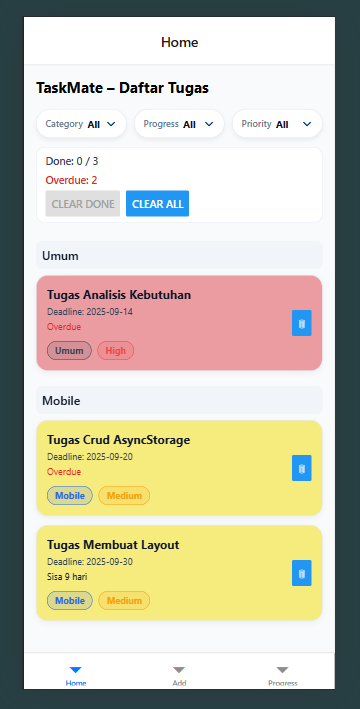 Home
TaskMate – Daftar Tugas
Category All Progress All Priority All
Done: 0 / 3
Overdue: 2
CLEAR DONE CLEAR ALL
Umum
Tugas Analisis Kebutuhan
Deadline: 2025-09-14
Overdue
Umum High
Mobile
Tugas Crud AsyncStorage
Deadline: 2025-09-20
Overdue
Mobile Medium
Tugas Membuat Layout
Deadline: 2025-09-30
Sisa 9 hari
Mobile Medium
Home Add Progress